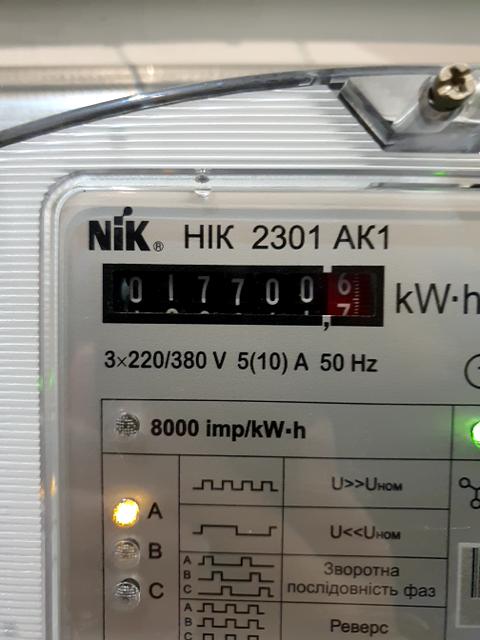 NiK® НІК 2301 АК1
0177006 kW·h
3×220/380 V 5(10) A 50 Hz
8000 imp/kW·h
A
B
C
U>>Uном
U<<Uном
A
B
C
Зворотна
послідовність фаз
A
B
C
Реверс